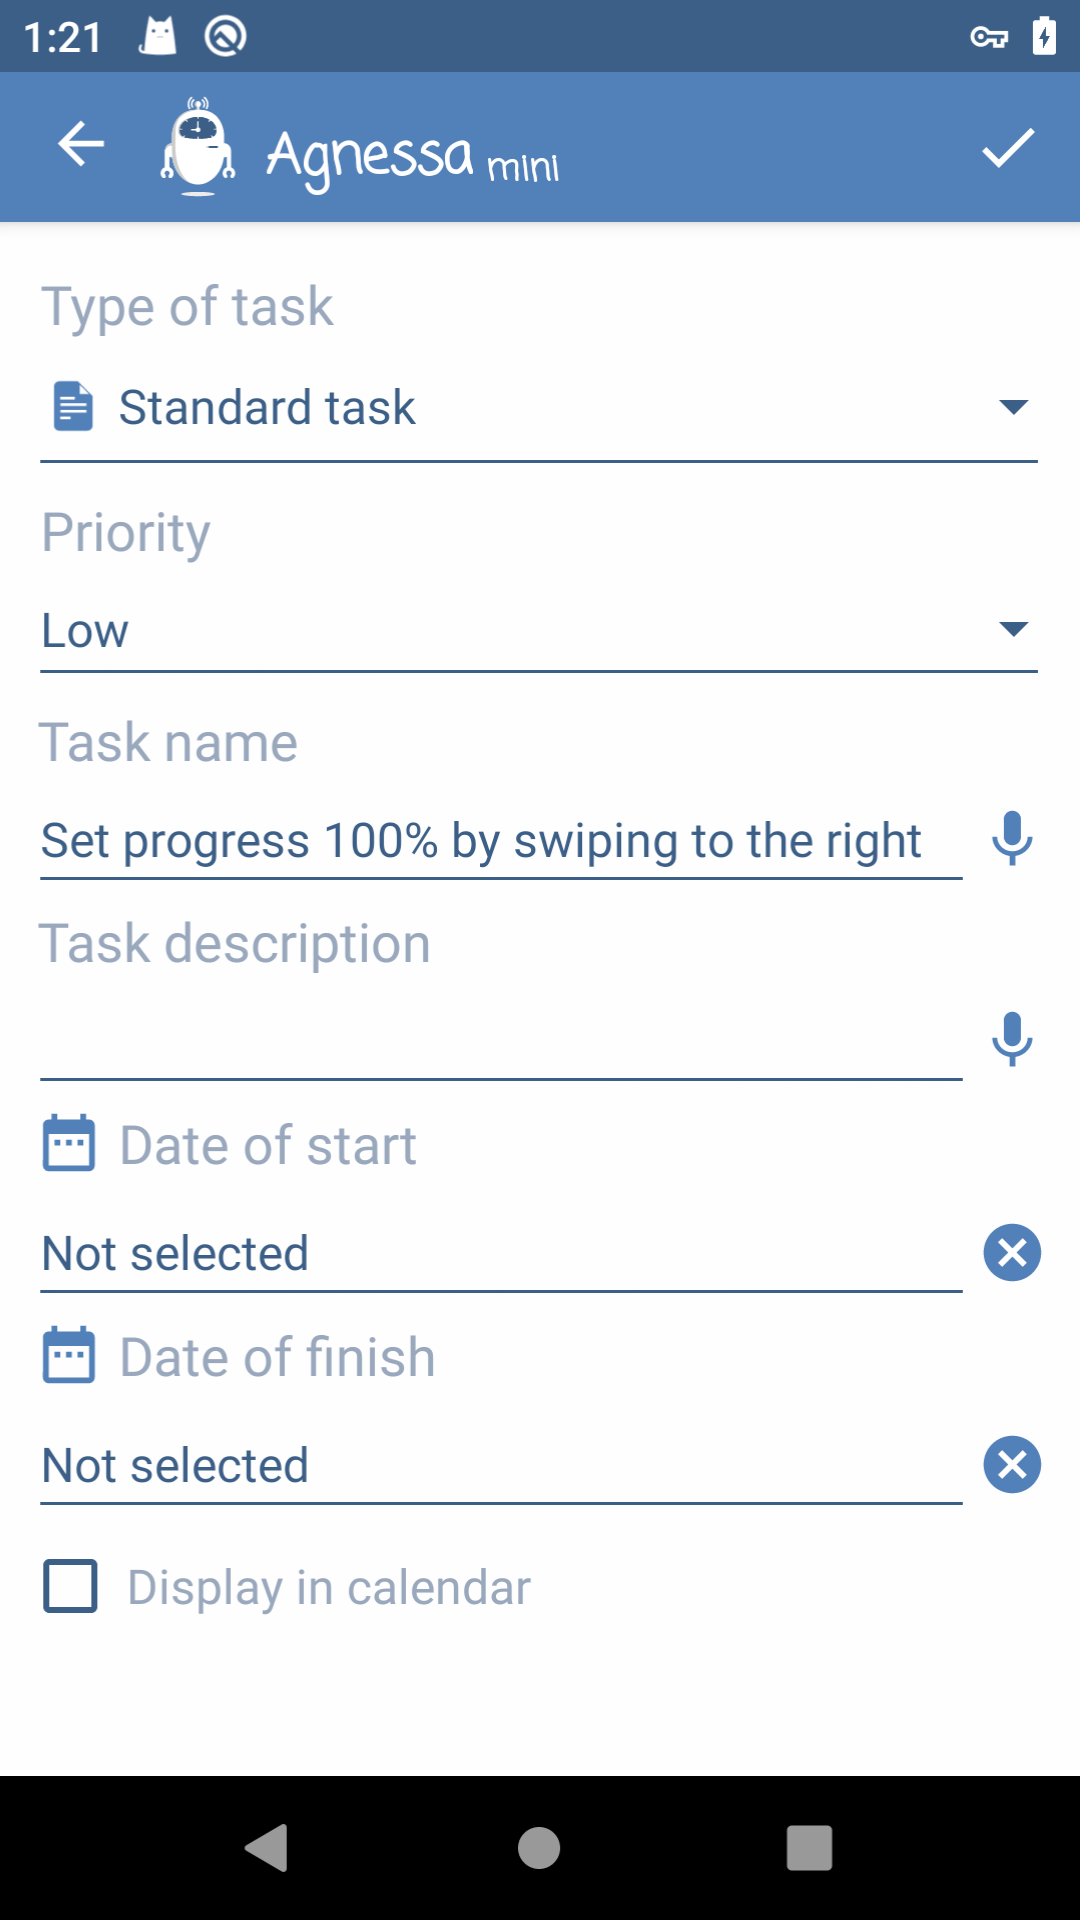 1:21
Agnessa mini
Type of task
Standard task
Priority
Low
Task name
Set progress 100% by swiping to the right
Task description
Date of start
Not selected
Date of finish
Not selected
Display in calendar